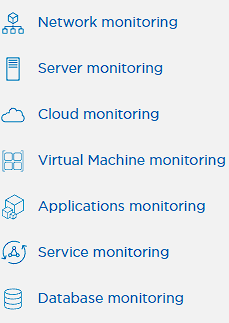 Network monitoring
Server monitoring
Cloud monitoring
Virtual Machine monitoring
Applications monitoring
Service monitoring
Database monitoring